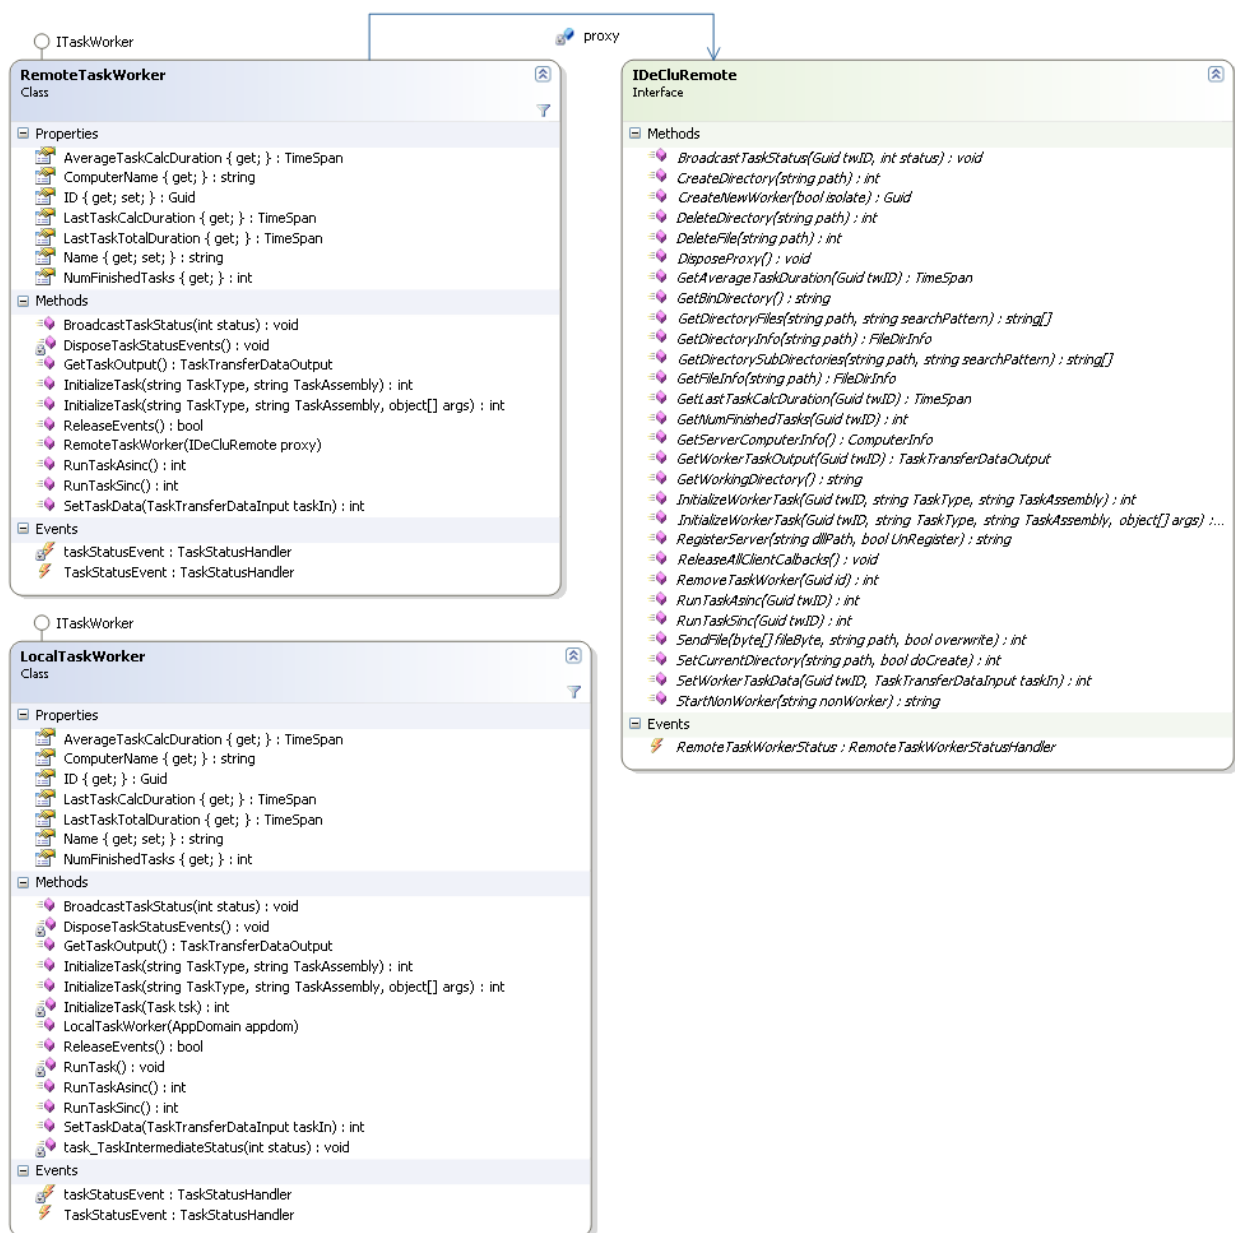 ITaskWorker
proxy
RemoteTaskWorker
Class
Properties
AverageTaskCalcDuration { get; } : TimeSpan
ComputerName { get; } : string
ID { get; set; } : Guid
LastTaskCalcDuration { get; } : TimeSpan
LastTaskTotalDuration { get; } : TimeSpan
Name { get; set; } : string
NumFinishedTasks { get; } : int
Methods
BroadcastTaskStatus(int status) : void
DisposeTaskStatusEvents() : void
GetTaskOutput() : TaskTransferDataOutput
InitializeTask(string TaskType, string TaskAssembly) : int
InitializeTask(string TaskType, string TaskAssembly, object[] args) : int
ReleaseEvents() : bool
RemoteTaskWorker(IDeCluRemote proxy)
RunTaskAsinc() : int
RunTaskSinc() : int
SetTaskData(TaskTransferDataInput taskIn) : int
Events
taskStatusEvent : TaskStatusHandler
TaskStatusEvent : TaskStatusHandler
ITaskWorker
LocalTaskWorker
Class
Properties
AverageTaskCalcDuration { get; } : TimeSpan
ComputerName { get; } : string
ID { get; } : Guid
LastTaskCalcDuration { get; } : TimeSpan
LastTaskTotalDuration { get; } : TimeSpan
Name { get; set; } : string
NumFinishedTasks { get; } : int
Methods
BroadcastTaskStatus(int status) : void
DisposeTaskStatusEvents() : void
GetTaskOutput() : TaskTransferDataOutput
InitializeTask(string TaskType, string TaskAssembly) : int
InitializeTask(string TaskType, string TaskAssembly, object[] args) : int
InitializeTask(Task tsk) : int
LocalTaskWorker(AppDomain appdom)
ReleaseEvents() : bool
RunTask() : void
RunTaskAsinc() : int
RunTaskSinc() : int
SetTaskData(TaskTransferDataInput taskIn) : int
task_TaskIntermediateStatus(int status) : void
Events
taskStatusEvent : TaskStatusHandler
TaskStatusEvent : TaskStatusHandler
IDeCluRemote
Interface
Methods
BroadcastTaskStatus(Guid twID, int status) : void
CreateDirectory(string path) : int
CreateNewWorker(bool isolate) : Guid
DeleteDirectory(string path) : int
DeleteFile(string path) : int
DisposeProxy() : void
GetAverageTaskDuration(Guid twID) : TimeSpan
GetBinDirectory() : string
GetDirectoryFiles(string path, string searchPattern) : string[]
GetDirectoryInfo(string path) : FileDirInfo
GetDirectorySubDirectories(string path, string searchPattern) : string[]
GetFileInfo(string path) : FileDirInfo
GetLastTaskCalcDuration(Guid twID) : TimeSpan
GetNumFinishedTasks(Guid twID) : int
GetServerComputerInfo() : ComputerInfo
GetWorkerTaskOutput(Guid twID) : TaskTransferDataOutput
GetWorkingDirectory() : string
InitializeWorkerTask(Guid twID, string TaskType, string TaskAssembly) : int
InitializeWorkerTask(Guid twID, string TaskType, string TaskAssembly, object[] args) :...
RegisterServer(string dllPath, bool UnRegister) : string
ReleaseAllClientCalbacks() : void
RemoveTaskWorker(Guid id) : int
RunTaskAsinc(Guid twID) : int
RunTaskSinc(Guid twID) : int
SendFile(byte[] fileByte, string path, bool overwrite) : int
SetCurrentDirectory(string path, bool doCreate) : int
SetWorkerTaskData(Guid twID, TaskTransferDataInput taskIn) : int
StartNonWorker(string nonWorker) : string
Events
RemoteTaskWorkerStatus : RemoteTaskWorkerStatusHandler